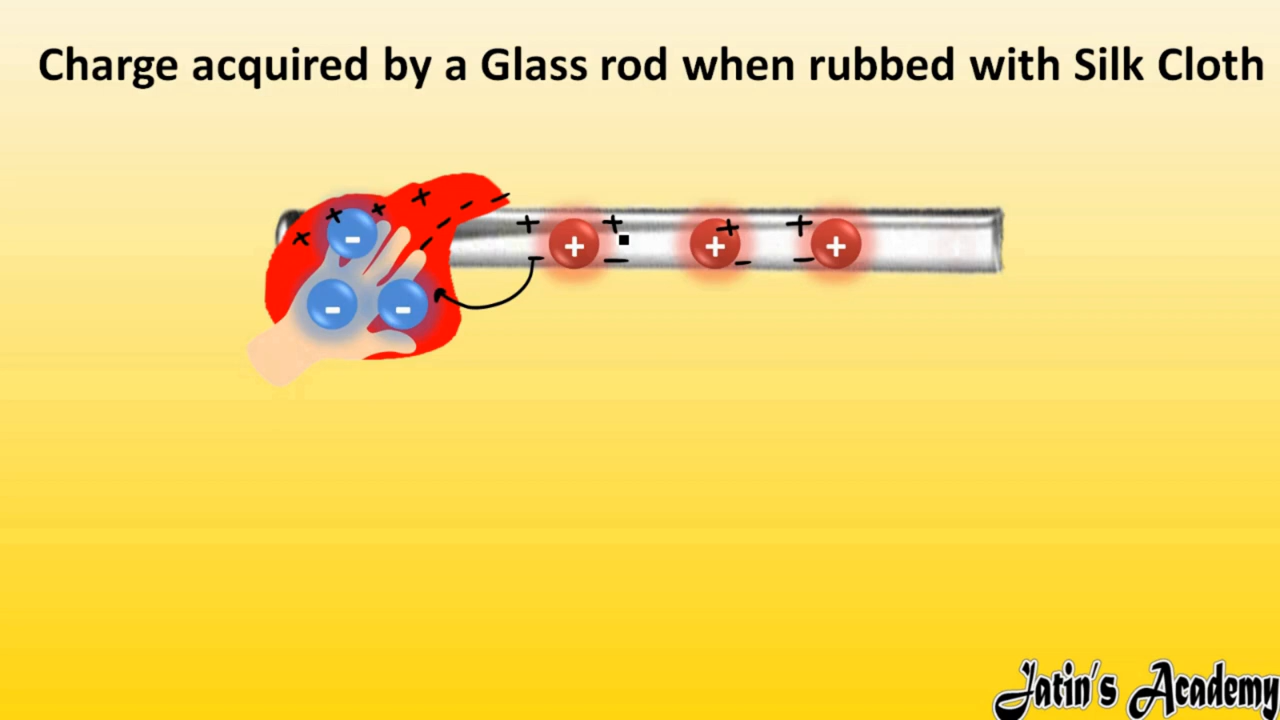 Charge acquired by a Glass rod when rubbed with Silk Cloth
+ + + +
- - - -
+ + + +
- - - -
+ + +
- - -
Jatin's Academy